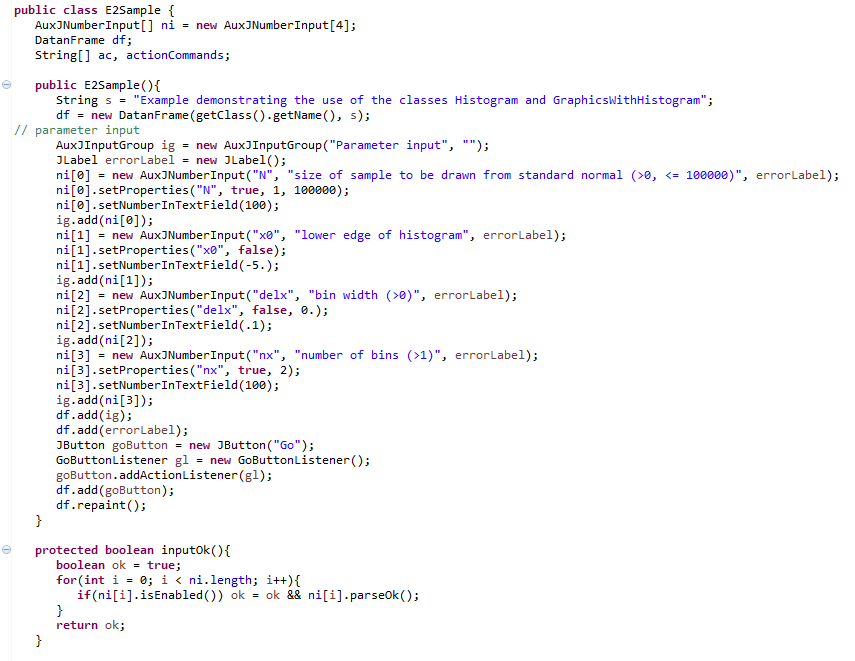 public class E2Sample {
AuxJNumberInput[] ni = new AuxJNumberInput[4];
DatanFrame df;
String[] ac, actionCommands;
public E2Sample(){
String s = "Example demonstrating the use of the classes Histogram and GraphicsWithHistogram";
df = new DatanFrame(getClass().getName(), s);
// parameter input
AuxJInputGroup ig = new AuxJInputGroup("Parameter input", "");
JLabel errorLabel = new JLabel();
ni[0] = new AuxJNumberInput("N", "size of sample to be drawn from standard normal (>0, <= 100000)", errorLabel);
ni[0].setProperties("N", true, 1, 100000);
ni[0].setNumberInTextField(100);
ig.add(ni[0]);
ni[1] = new AuxJNumberInput("x0", "lower edge of histogram", errorLabel);
ni[1].setProperties("x0", false);
ni[1].setNumberInTextField(-5.);
ig.add(ni[1]);
ni[2] = new AuxJNumberInput("delx", "bin width (>0)", errorLabel);
ni[2].setProperties("delx", false, 0.);
ni[2].setNumberInTextField(.1);
ig.add(ni[2]);
ni[3] = new AuxJNumberInput("nx", "number of bins (>1)", errorLabel);
ni[3].setProperties("nx", true, 2);
ni[3].setNumberInTextField(100);
ig.add(ni[3]);
df.add(ig);
df.add(errorLabel);
JButton goButton = new JButton("Go");
GoButtonListener gl = new GoButtonListener();
goButton.addActionListener(gl);
df.add(goButton);
df.repaint();
}
protected boolean inputOk(){
boolean ok = true;
for(int i = 0; i < ni.length; i++){
if(ni[i].isEnabled()) ok = ok && ni[i].parseOk();
}
return ok;
}